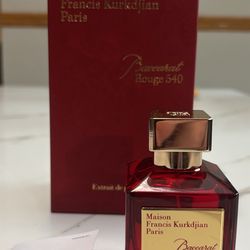 Francis Kurkdjian
Paris
Baccarat
Rouge 540
Extrait de
Maison
Francis Kurkdjian
Paris
Baccarat